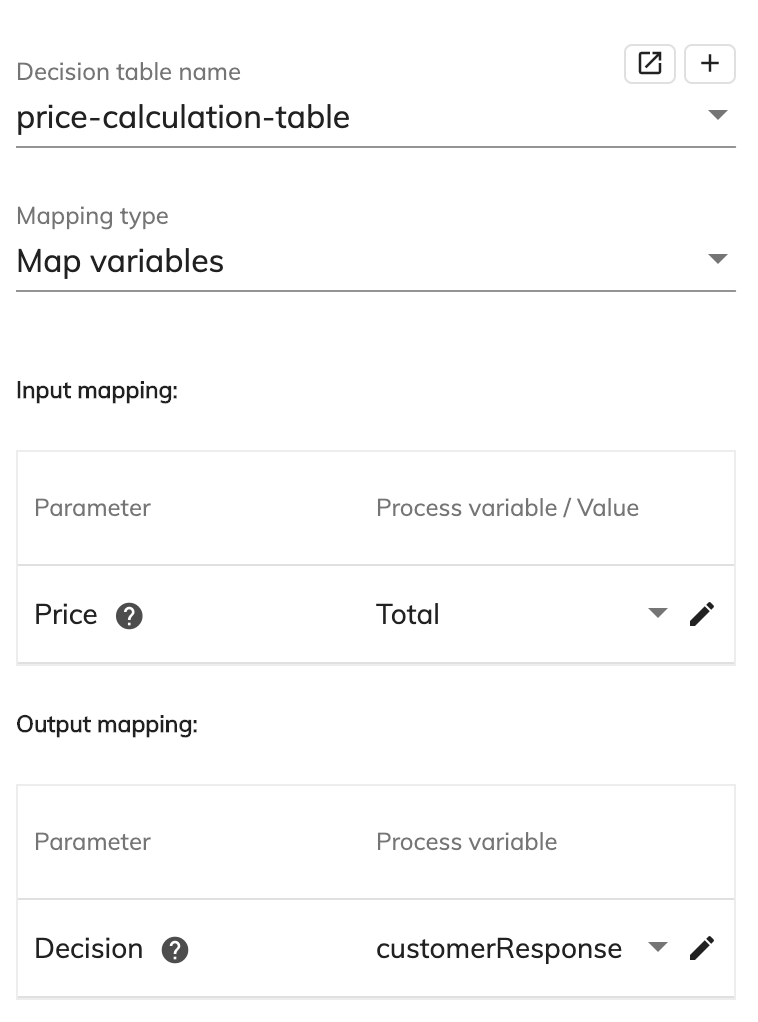 Decision table name
price-calculation-table
Mapping type
Map variables
Input mapping:
Parameter Process variable / Value
Price Total
Output mapping:
Parameter Process variable
Decision customerResponse